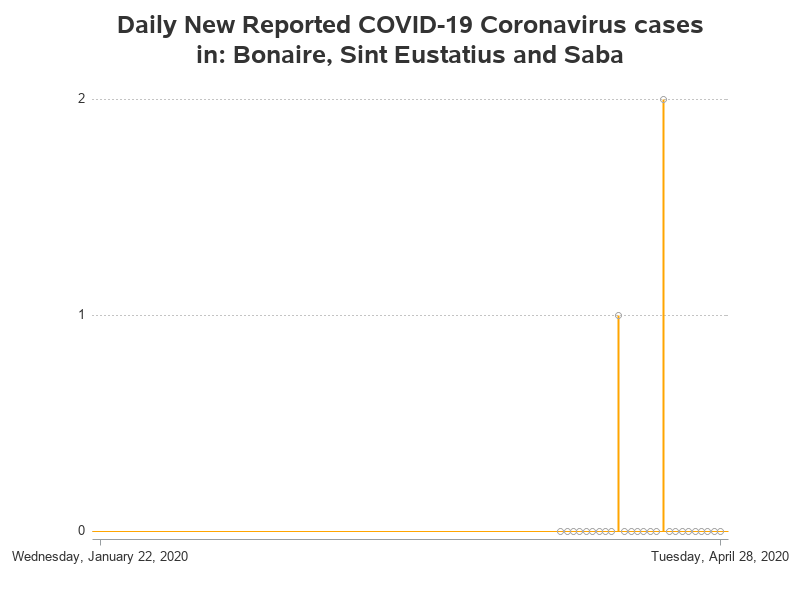 Daily New Reported COVID-19 Coronavirus cases
in: Bonaire, Sint Eustatius and Saba
2
1
0
Wednesday, January 22, 2020
Tuesday, April 28, 2020